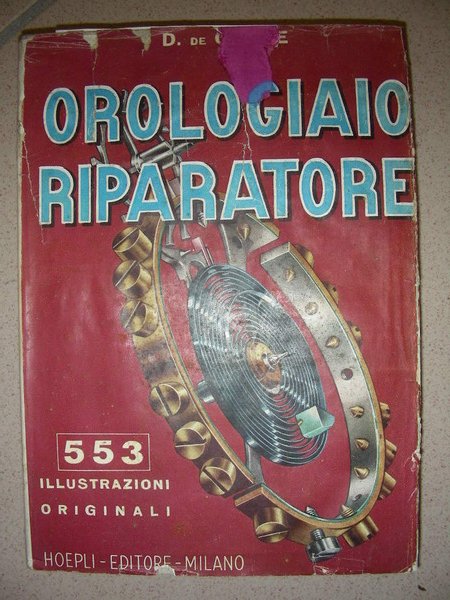 D. DE
OROLOGIAIO
RIPARATORE
553
ILLUSTRAZIONI
ORIGINALI
HOEPLI-EDITORE-MILANO